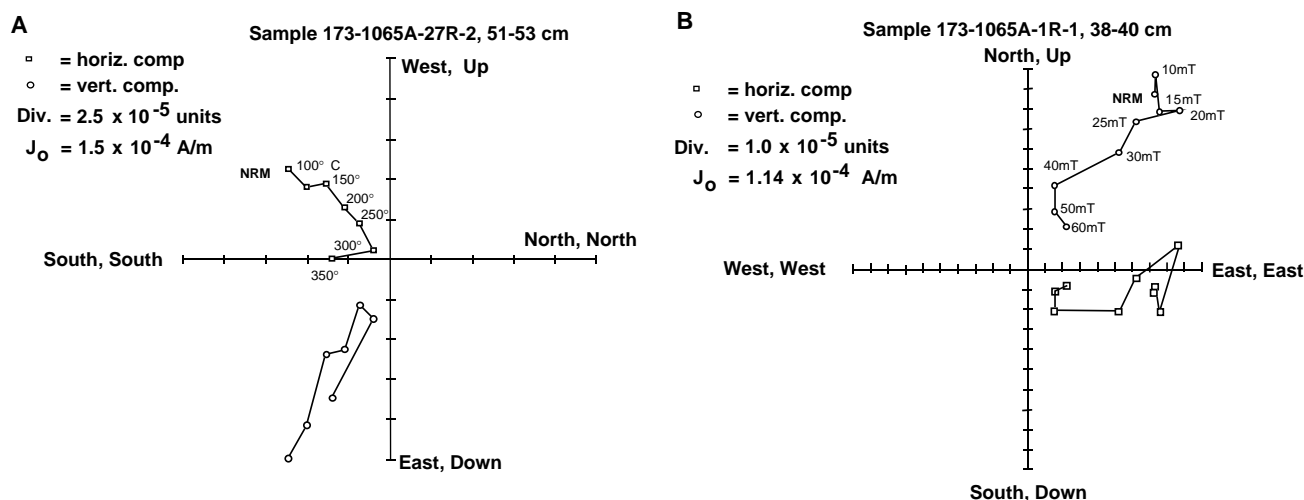 A
Sample 173-1065A-27R-2, 51-53 cm
= horiz. comp
= vert. comp.
Div. = 2.5 x 10⁻⁵ units
Jₒ = 1.5 x 10⁻⁴ A/m
West, Up
NRM
100° C
150°
200°
250°
300°
350°
South, South
North, North
East, Down
B
Sample 173-1065A-1R-1, 38-40 cm
North, Up
= horiz. comp
= vert. comp.
Div. = 1.0 x 10⁻⁵ units
Jₒ = 1.14 x 10⁻⁴ A/m
10mT
NRM
15mT
20mT
25mT
30mT
40mT
50mT
60mT
West, West
East, East
South, Down